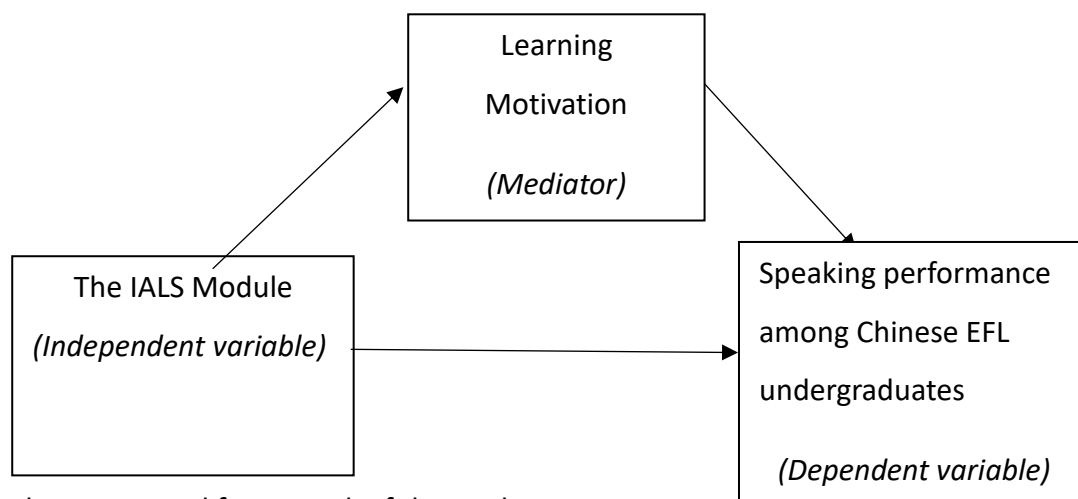 Learning
Motivation
(Mediator)
The IALS Module
(Independent variable)
Speaking performance
among Chinese EFL
undergraduates
(Dependent variable)